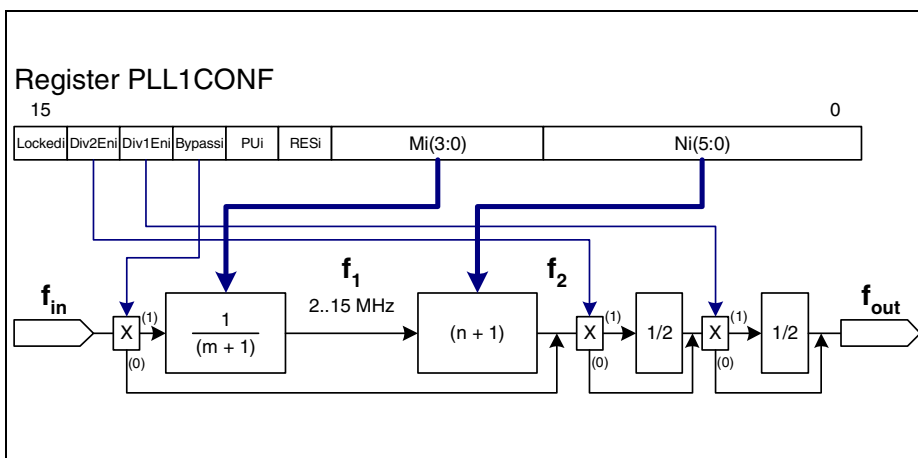 Register PLL1CONF
15 0
Lockedi Div2Eni Div1Eni Bypassi PUi RESi Mi(3:0) Ni(5:0)
f1 f2
fin 2..15 MHz fout
X (1) 1 (n + 1) X (1) 1/2 X (1) 1/2
(m + 1)
(0) (0) (0)